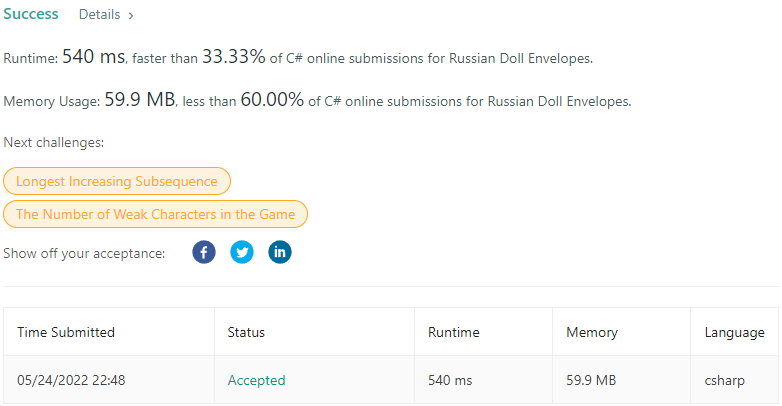 Success Details >
Runtime: 540 ms, faster than 33.33% of C# online submissions for Russian Doll Envelopes.
Memory Usage: 59.9 MB, less than 60.00% of C# online submissions for Russian Doll Envelopes.
Next challenges:
Longest Increasing Subsequence
The Number of Weak Characters in the Game
Show off your acceptance: f in
Time Submitted Status Runtime Memory Language
05/24/2022 22:48 Accepted 540 ms 59.9 MB csharp